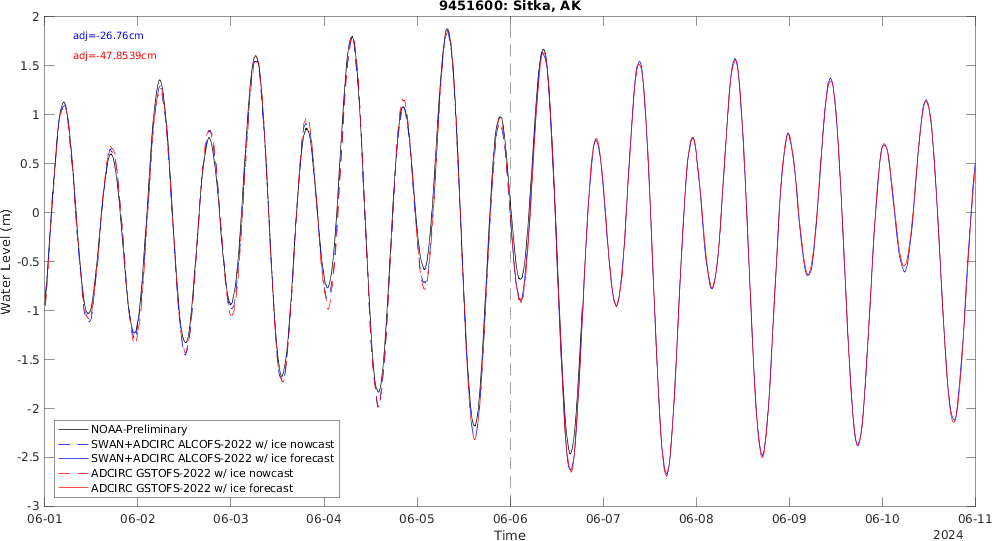 9451600: Sitka, AK
adj=-26.76cm
adj=-47.8539cm
Water Level (m)
2
1.5
1
0.5
0
-0.5
-1
-1.5
-2
-2.5
-3
NOAA-Preliminary
SWAN+ADCIRC ALCOFS-2022 w/ ice nowcast
SWAN+ADCIRC ALCOFS-2022 w/ ice forecast
ADCIRC GSTOFS-2022 w/ ice nowcast
ADCIRC GSTOFS-2022 w/ ice forecast
06-01 06-02 06-03 06-04 06-05 06-06 06-07 06-08 06-09 06-10 06-11
Time
2024